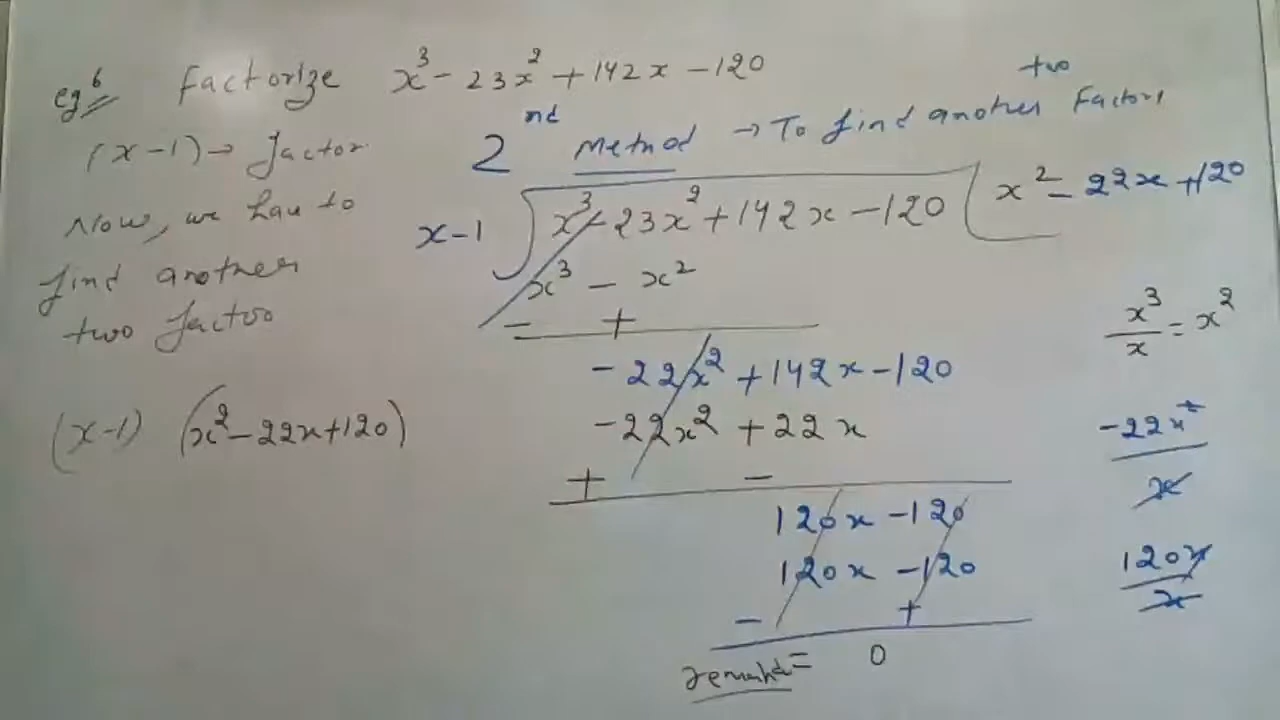 eg 6 Factorize x³ - 23x² + 142x - 120
(x-1) → factor
Now, we have to
find another
two factor
(x-1) (x² - 22x + 120)
2nd Method → To find another two Factors
x-1 ) x³ - 23x² + 142x - 120 ( x² - 22x + 120
x³ - x²
- +
- 22x² + 142x - 120
- 22x² + 22x
+ -
120x - 120
120x - 120
- +
= 0
x³/x = x²
-22x²/x
120x/x